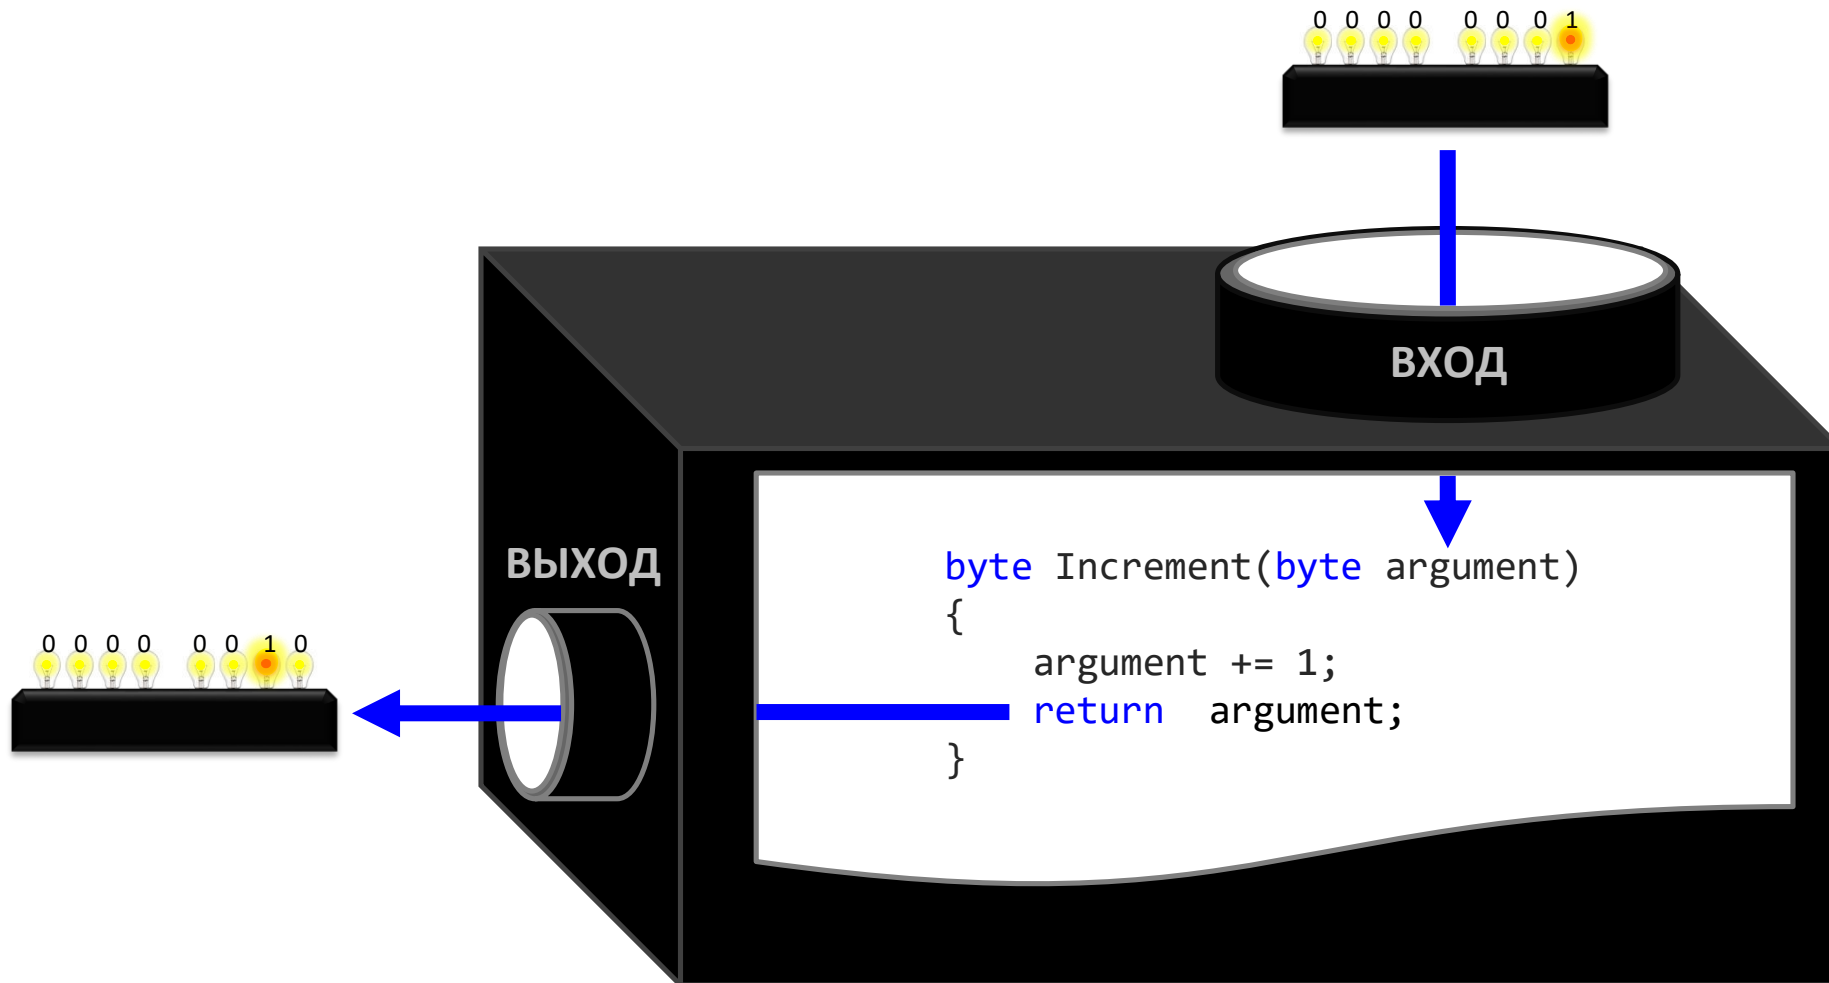 0 0 0 0 0 0 0 1
ВХОД
ВЫХОД
byte Increment(byte argument)
{
argument += 1;
return argument;
}
0 0 0 0 0 0 1 0